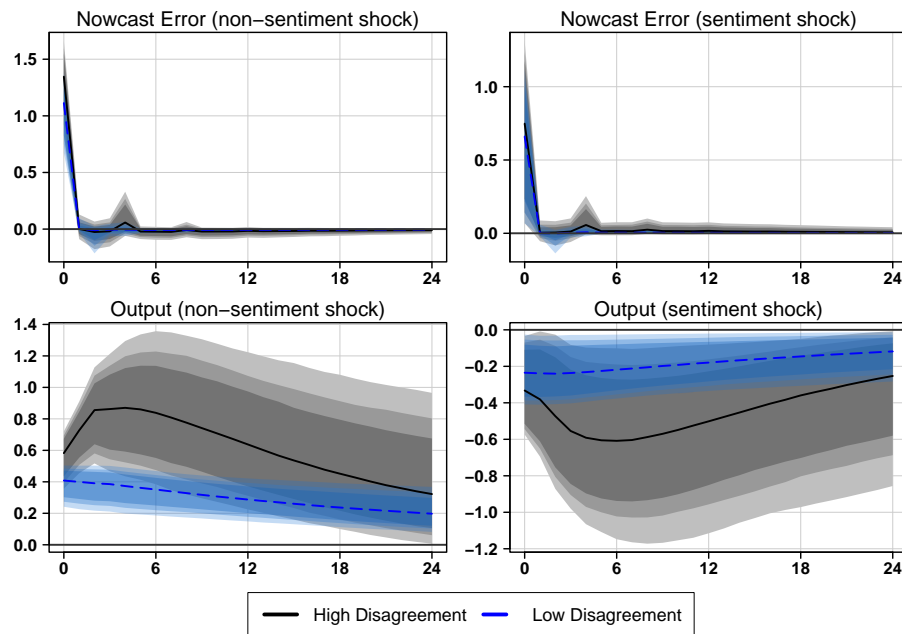 Nowcast Error (non−sentiment shock)
Nowcast Error (sentiment shock)
1.5
1.0
0.5
0.0
0 6 12 18 24
1.0
0.5
0.0
0 6 12 18 24
Output (non−sentiment shock)
Output (sentiment shock)
1.4
1.2
1.0
0.8
0.6
0.4
0.2
0.0
0 6 12 18 24
0.0
−0.2
−0.4
−0.6
−0.8
−1.0
−1.2
0 6 12 18 24
High Disagreement Low Disagreement